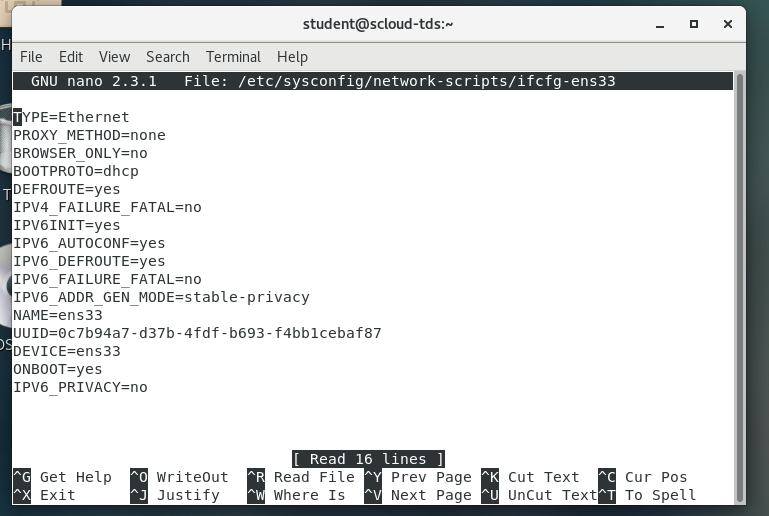 student@scloud-tds:~
File Edit View Search Terminal Help
GNU nano 2.3.1 File: /etc/sysconfig/network-scripts/ifcfg-ens33
TYPE=Ethernet
PROXY_METHOD=none
BROWSER_ONLY=no
BOOTPROTO=dhcp
DEFROUTE=yes
IPV4_FAILURE_FATAL=no
IPV6INIT=yes
IPV6_AUTOCONF=yes
IPV6_DEFROUTE=yes
IPV6_FAILURE_FATAL=no
IPV6_ADDR_GEN_MODE=stable-privacy
NAME=ens33
UUID=0c7b94a7-d37b-4fdf-b693-f4bb1cebaf87
DEVICE=ens33
ONBOOT=yes
IPV6_PRIVACY=no
[ Read 16 lines ]
^G Get Help ^O WriteOut ^R Read File ^Y Prev Page ^K Cut Text ^C Cur Pos
^X Exit ^J Justify ^W Where Is ^V Next Page ^U UnCut Text^T To Spell